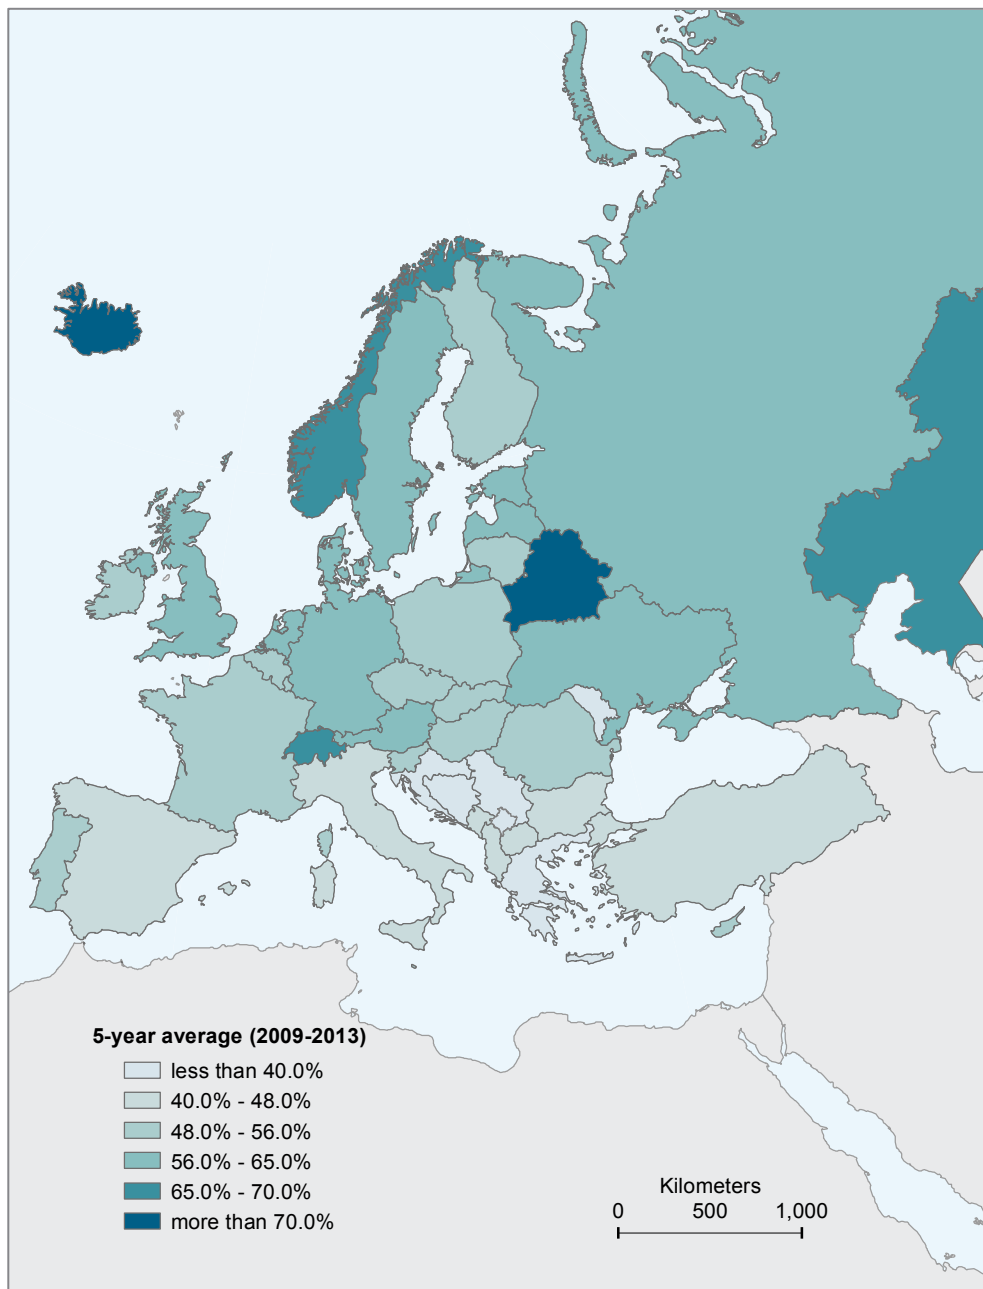 5-year average (2009-2013)
less than 40.0%
40.0% - 48.0%
48.0% - 56.0%
56.0% - 65.0%
65.0% - 70.0%
more than 70.0%
Kilometers
0 500 1,000